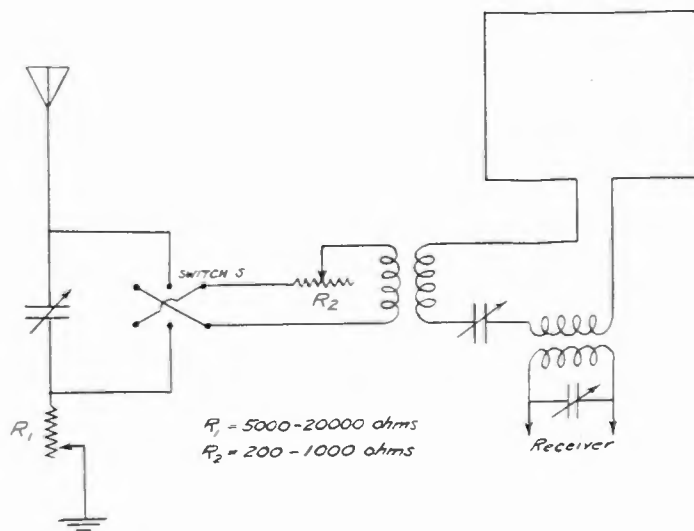 SWITCH S
R2
R1
R1 = 5000-20000 ohms
R2 = 200-1000 ohms
Receiver